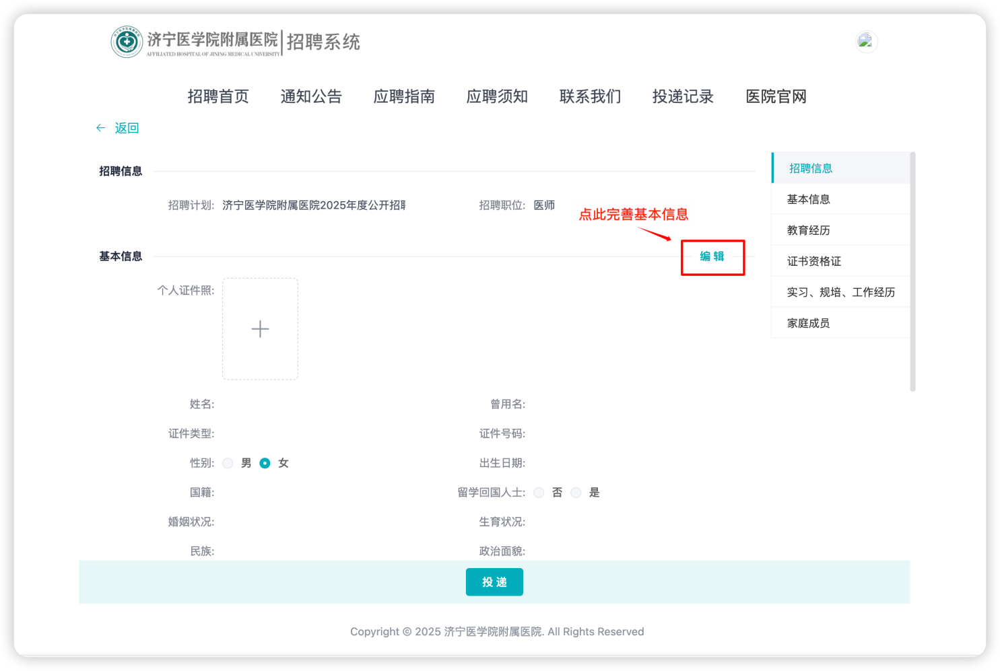 济宁医学院附属医院 招聘系统
AFFILIATED HOSPITAL OF JINING MEDICAL UNIVERSITY
招聘首页 通知公告 应聘指南 应聘须知 联系我们 投递记录 医院官网
← 返回
招聘信息
招聘计划: 济宁医学院附属医院2025年度公开招聘 招聘职位: 医师
点此完善基本信息
基本信息 编辑
个人证件照:
+
姓名: 曾用名:
证件类型: 证件号码:
性别: 男 女 出生日期:
国籍: 留学回国人士: 否 是
婚姻状况: 生育状况:
民族: 政治面貌:
招聘信息
基本信息
教育经历
证书资格证
实习、规培、工作经历
家庭成员
投递
Copyright © 2025 济宁医学院附属医院. All Rights Reserved